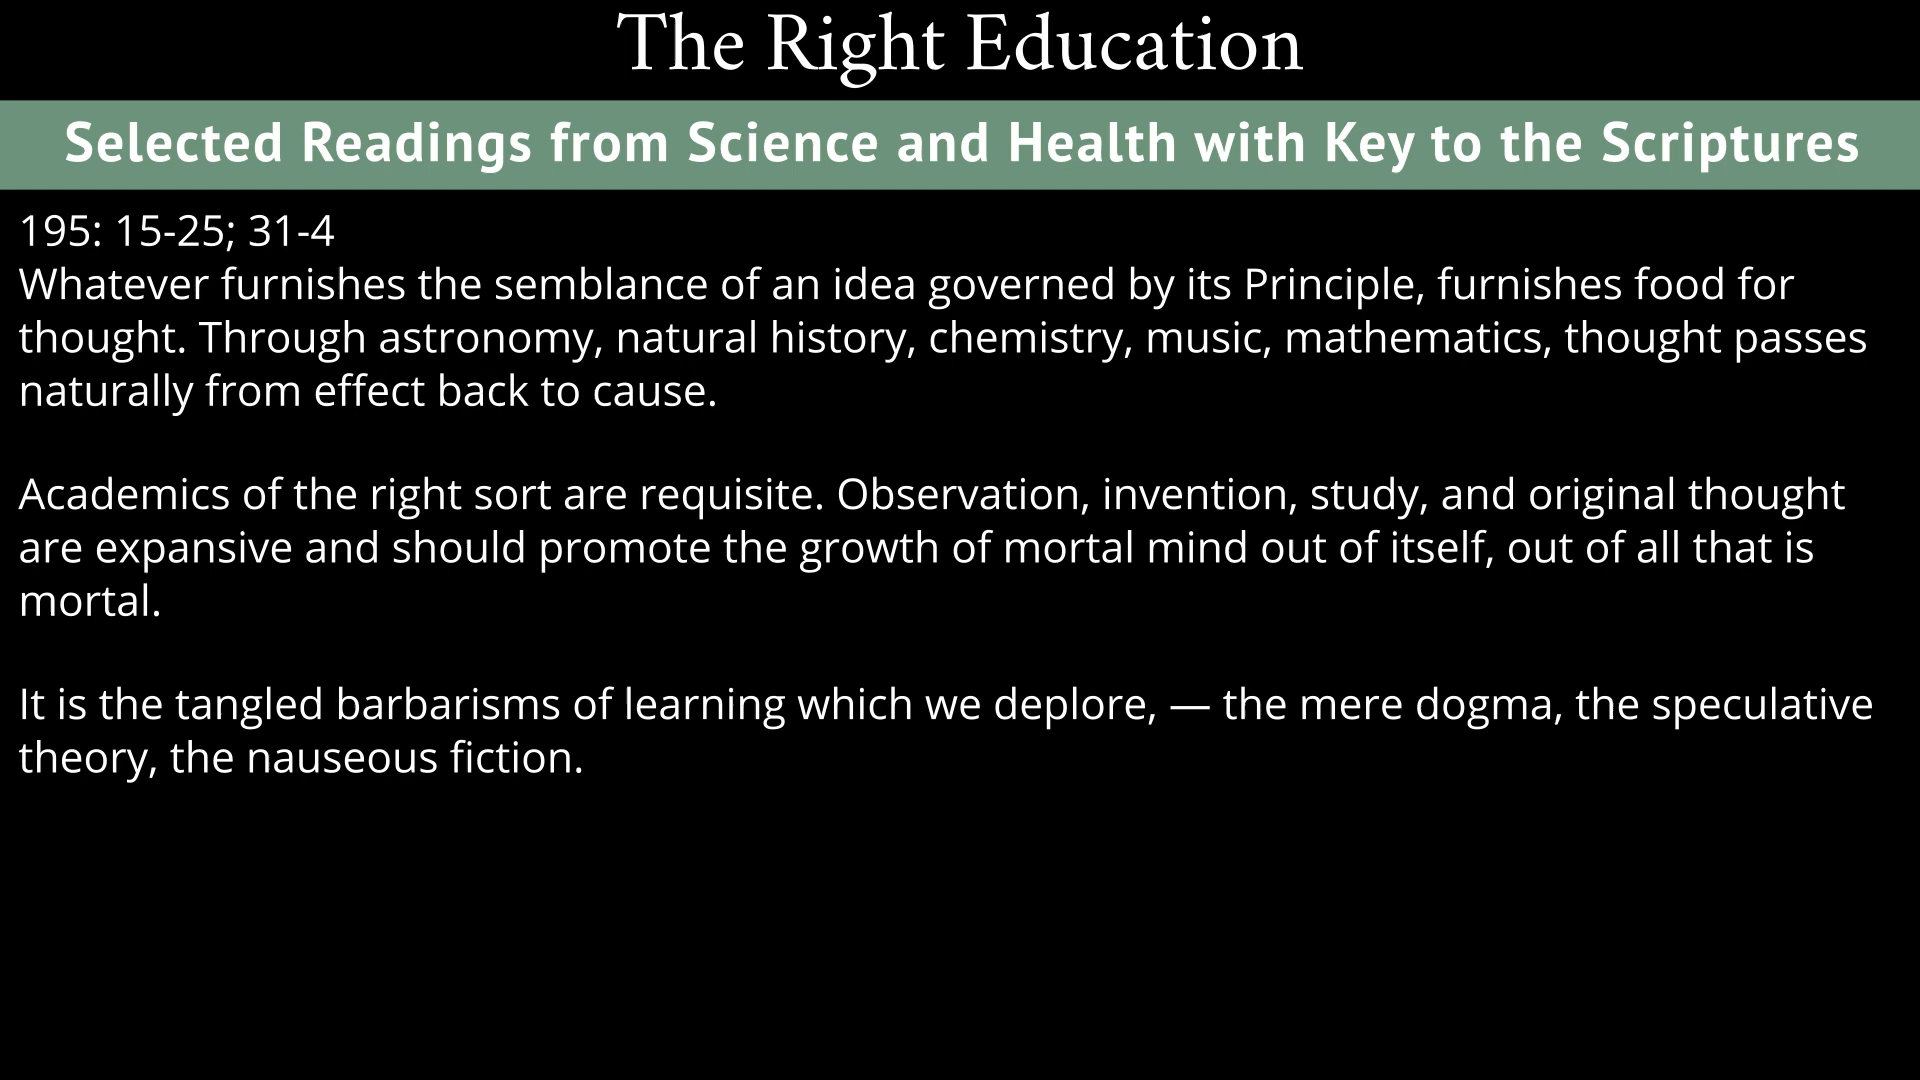 The Right Education
Selected Readings from Science and Health with Key to the Scriptures
195: 15-25; 31-4
Whatever furnishes the semblance of an idea governed by its Principle, furnishes food for
thought. Through astronomy, natural history, chemistry, music, mathematics, thought passes
naturally from effect back to cause.
Academics of the right sort are requisite. Observation, invention, study, and original thought
are expansive and should promote the growth of mortal mind out of itself, out of all that is
mortal.
It is the tangled barbarisms of learning which we deplore, — the mere dogma, the speculative
theory, the nauseous fiction.